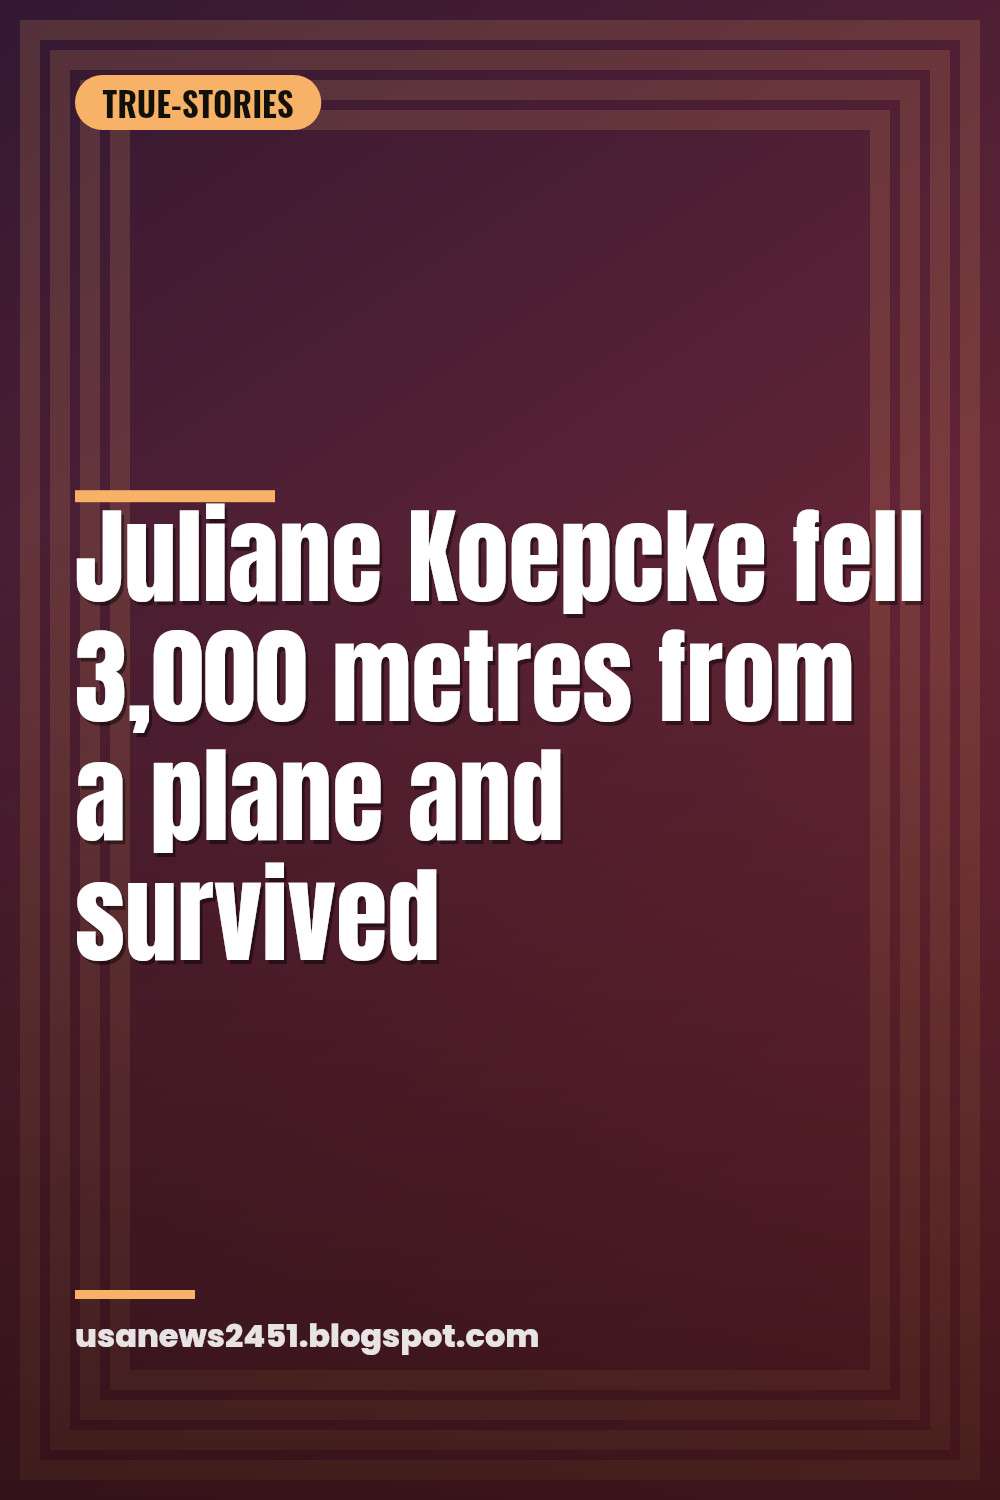 TRUE-STORIES
Juliane Koepcke fell
3,000 metres from
a plane and
survived
usanews2451.blogspot.com